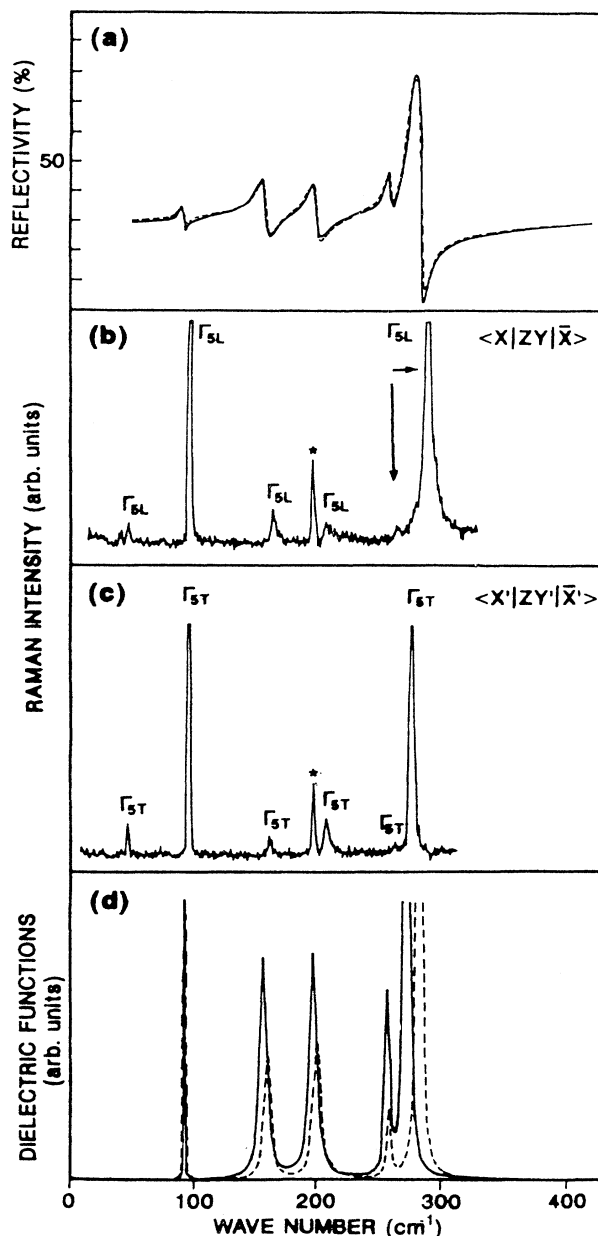 (a)
REFLECTIVITY (%)
50
(b)
Γ5L
Γ5L
<X|ZY|X̄>
*
Γ5L
Γ5L
Γ5L
RAMAN INTENSITY (arb. units)
(c)
Γ5T
Γ5T
<X'|ZY'|X̄'>
*
Γ5T
Γ5T
Γ5T
Γ5T
(d)
DIELECTRIC FUNCTIONS
(arb. units)
0 100 200 300 400
WAVE NUMBER (cm⁻¹)